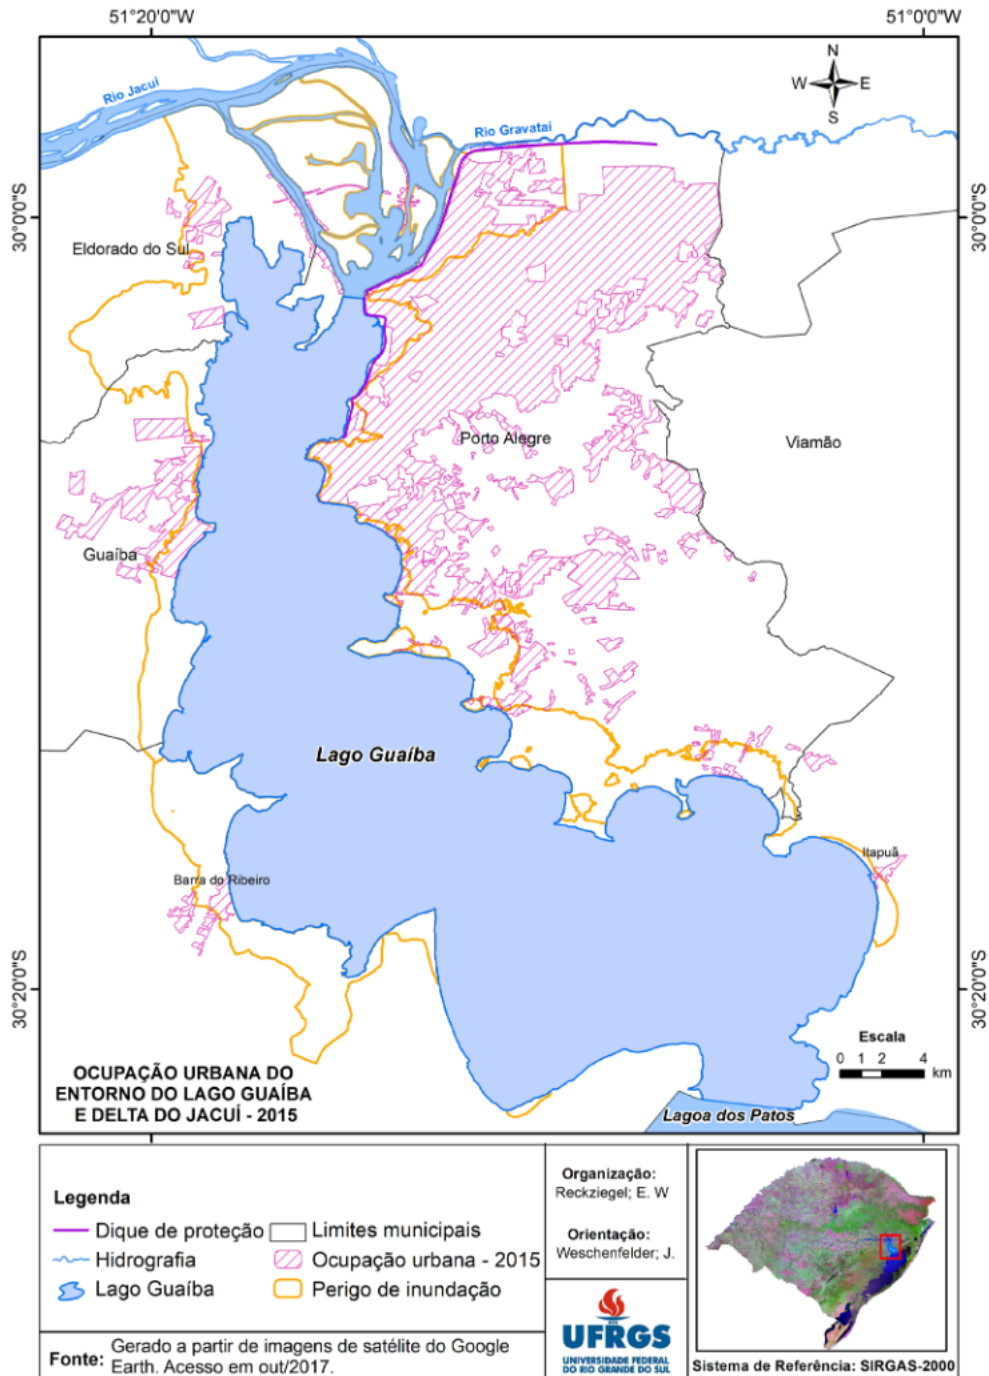 51°20'0"W
51°0'0"W
N
W E
S
Rio Jacuí
Rio Gravataí
30°0'0"S
30°0'0"S
Eldorado do Sul
Porto Alegre
Viamão
Guaíba
Lago Guaíba
Itapuã
Barra do Ribeiro
30°20'0"S
30°20'0"S
Escala
0 1 2 4
km
OCUPAÇÃO URBANA DO
ENTORNO DO LAGO GUAÍBA
E DELTA DO JACUÍ - 2015
Lagoa dos Patos
Legenda
Dique de proteção
Limites municipais
Hidrografia
Ocupação urbana - 2015
Lago Guaíba
Perigo de inundação
Organização:
Reckziegel; E. W
Orientação:
Weschenfelder; J.
UFRGS
UNIVERSIDADE FEDERAL
DO RIO GRANDE DO SUL
Fonte: Gerado a partir de imagens de satélite do Google
Earth. Acesso em out/2017.
Sistema de Referência: SIRGAS-2000